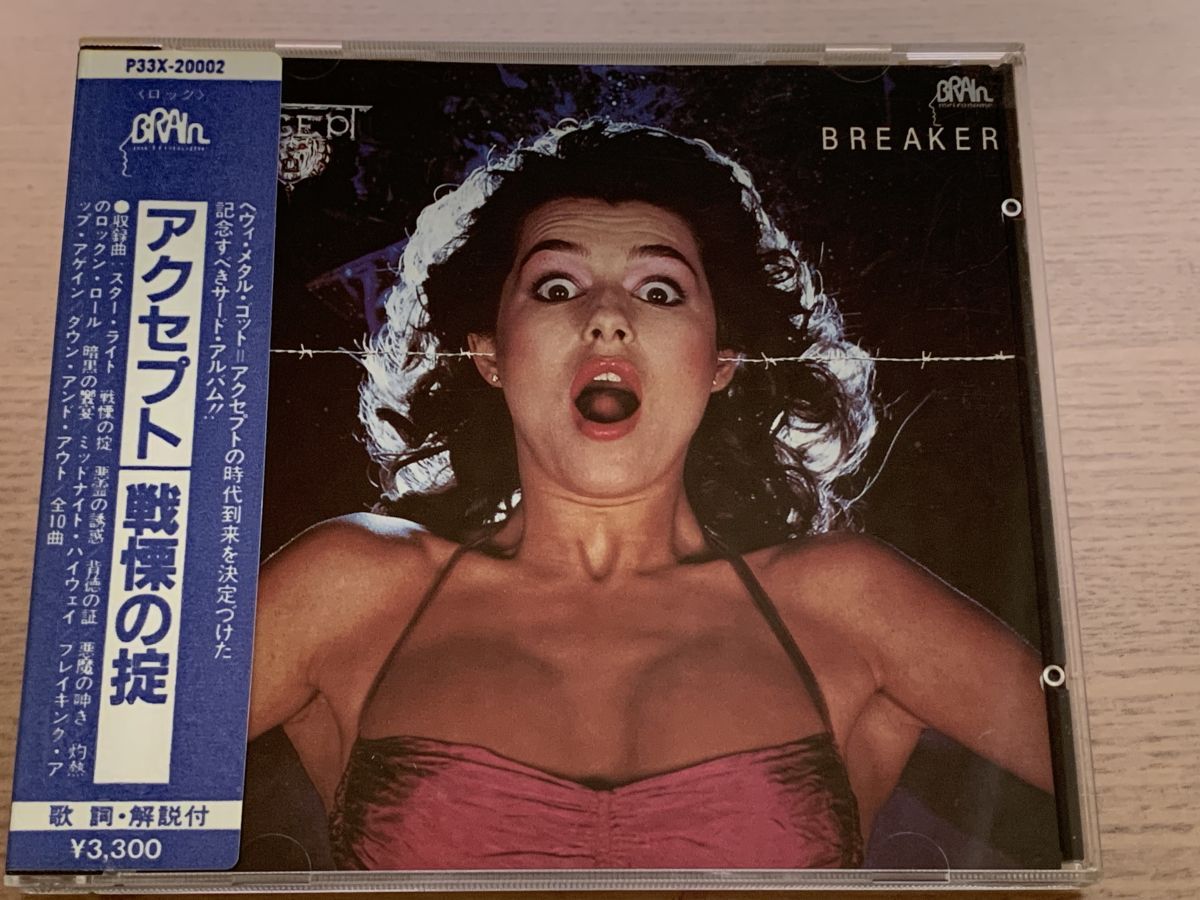 P33X-20002
〈ロック〉
BRAIN
metronome
ヘヴィ・メタル・ゴッド＝アクセプトの時代到来を決定づけた
記念すべきサード・アルバム!!
アクセプト
戦慄の掟
●収録曲 スター・ライト／戦慄の掟／悪霊の誘惑／背徳の証／悪魔の呻き／灼熱
のロックン・ロール／暗黒の饗宴／ミッドナイト・ハイウェイ／ブレイキング・ア
ップ・アゲイン／ダウン・アンド・アウト／全10曲
歌詞・解説付
¥3,300
CEPT
BRAIN
metronome
BREAKER